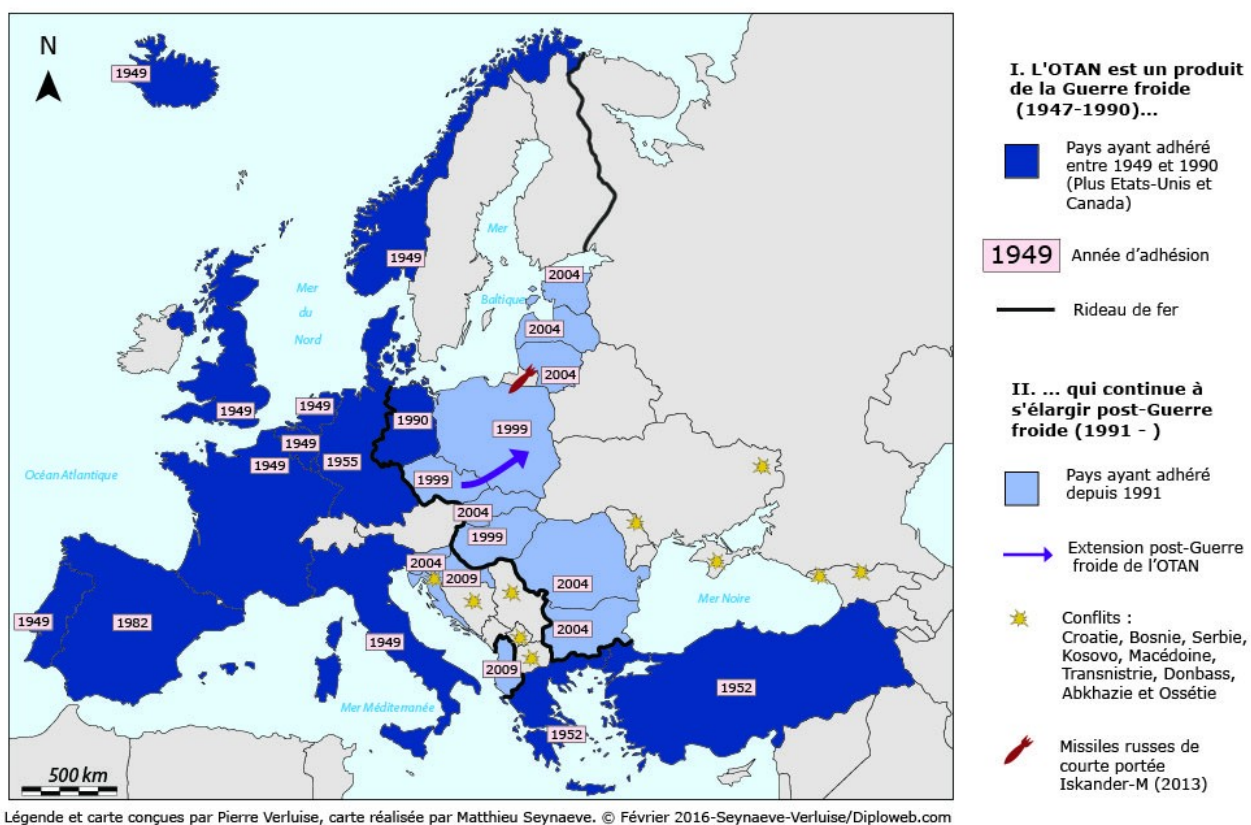 N
1949
1949
Mer
Baltique
Mer
du
Nord
2004
2004
2004
1949
1949
1949
1949
1955
1990
1999
1999
Océan Atlantique
2004
1999
2004
2009
2004
2004
Mer Noire
1949
1982
1949
2009
1952
1952
Mer Méditerranée
500 km
I. L'OTAN est un produit
de la Guerre froide
(1947-1990)...
Pays ayant adhéré
entre 1949 et 1990
(Plus Etats-Unis et
Canada)
1949 Année d'adhésion
Rideau de fer
II. ... qui continue à
s'élargir post-Guerre
froide (1991 - )
Pays ayant adhéré
depuis 1991
Extension post-Guerre
froide de l'OTAN
Conflits :
Croatie, Bosnie, Serbie,
Kosovo, Macédoine,
Transnistrie, Donbass,
Abkhazie et Ossétie
Missiles russes de
courte portée
Iskander-M (2013)
Légende et carte conçues par Pierre Verluise, carte réalisée par Matthieu Seynaeve. © Février 2016-Seynaeve-Verluise/Diploweb.com